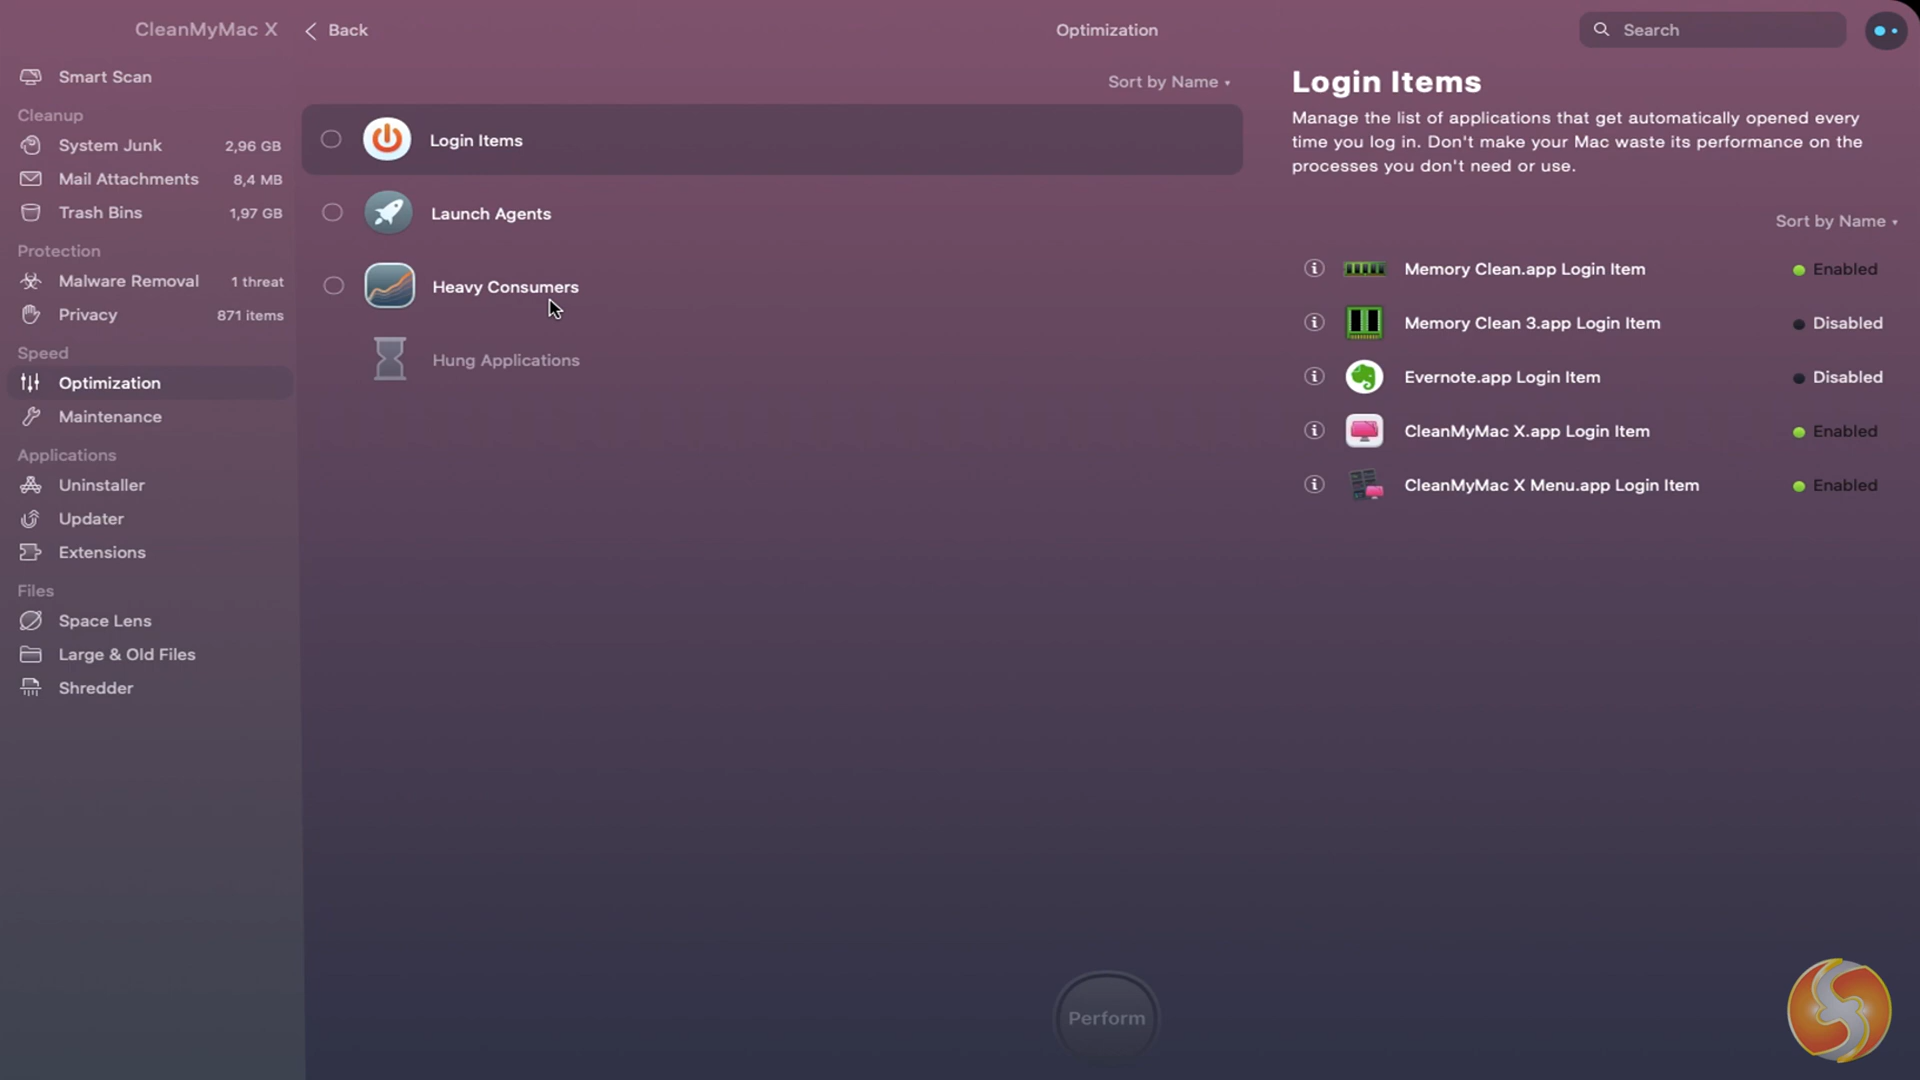 CleanMyMac X
Back
Optimization
Search
Smart Scan
Cleanup
System Junk 2,96 GB
Mail Attachments 8,4 MB
Trash Bins 1,97 GB
Protection
Malware Removal 1 threat
Privacy 871 items
Speed
Optimization
Maintenance
Applications
Uninstaller
Updater
Extensions
Files
Space Lens
Large & Old Files
Shredder
Sort by Name
Login Items
Launch Agents
Heavy Consumers
Hung Applications
Perform
Login Items
Manage the list of applications that get automatically opened every
time you log in. Don't make your Mac waste its performance on the
processes you don't need or use.
Sort by Name
Memory Clean.app Login Item Enabled
Memory Clean 3.app Login Item Disabled
Evernote.app Login Item Disabled
CleanMyMac X.app Login Item Enabled
CleanMyMac X Menu.app Login Item Enabled